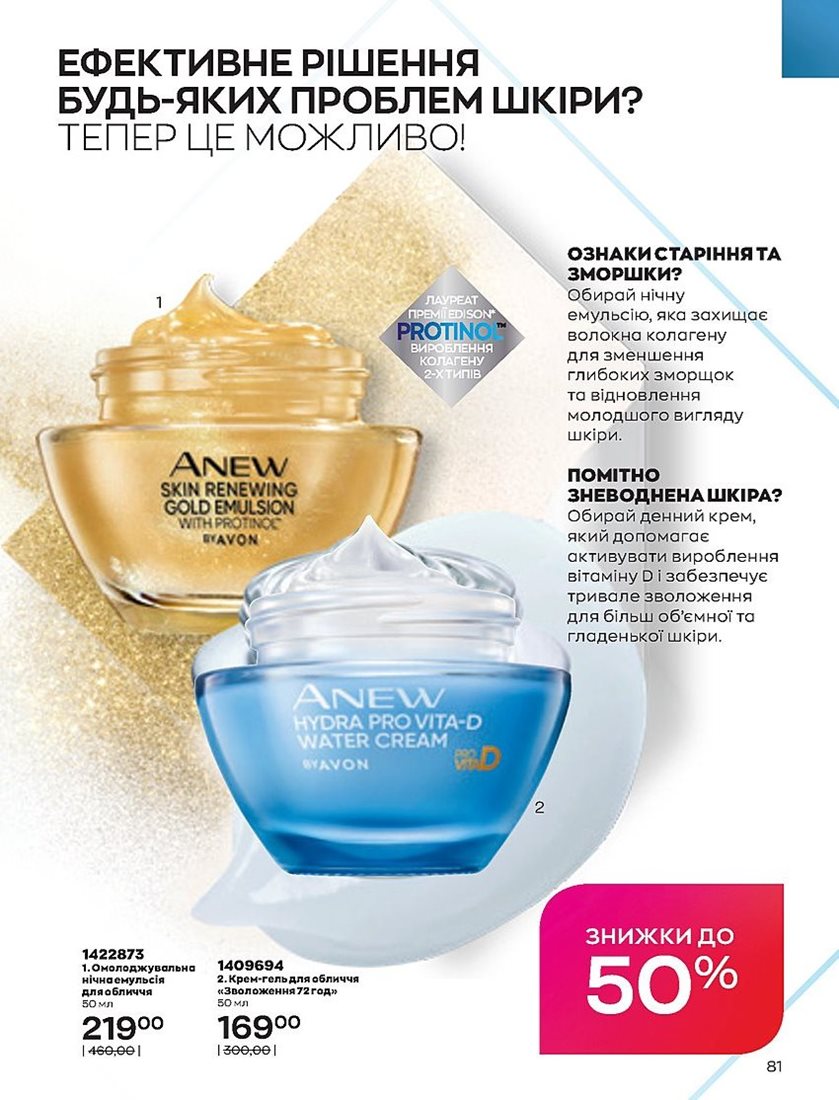 ЕФЕКТИВНЕ РІШЕННЯ
БУДЬ-ЯКИХ ПРОБЛЕМ ШКІРИ?
ТЕПЕР ЦЕ МОЖЛИВО!
1
ЛАУРЕАТ
ПРЕМІЇ EDISON®
PROTINOL™
ВИРОБЛЕННЯ
КОЛАГЕНУ
2-Х ТИПІВ
ANEW
SKIN RENEWING
GOLD EMULSION
WITH PROTINOL™
BY AVON
ОЗНАКИ СТАРІННЯ ТА
ЗМОРШКИ?
Обирай нічну
емульсію, яка захищає
волокна колагену
для зменшення
глибоких зморщок
та відновлення
молодшого вигляду
шкіри.
ПОМІТНО
ЗНЕВОДНЕНА ШКІРА?
Обирай денний крем,
який допомагає
активувати вироблення
вітаміну D і забезпечує
тривале зволоження
для більш об’ємної та
гладенької шкіри.
ANEW
HYDRA PRO VITA-D
WATER CREAM
BY AVON
PRO
VITA D
2
1422873
1. Омолоджувальна
нічна емульсія
для обличчя
50 мл
219⁰⁰
| 460,00 |
1409694
2. Крем-гель для обличчя
«Зволоження 72 год»
50 мл
169⁰⁰
| 300,00 |
ЗНИЖКИ ДО
50%
81